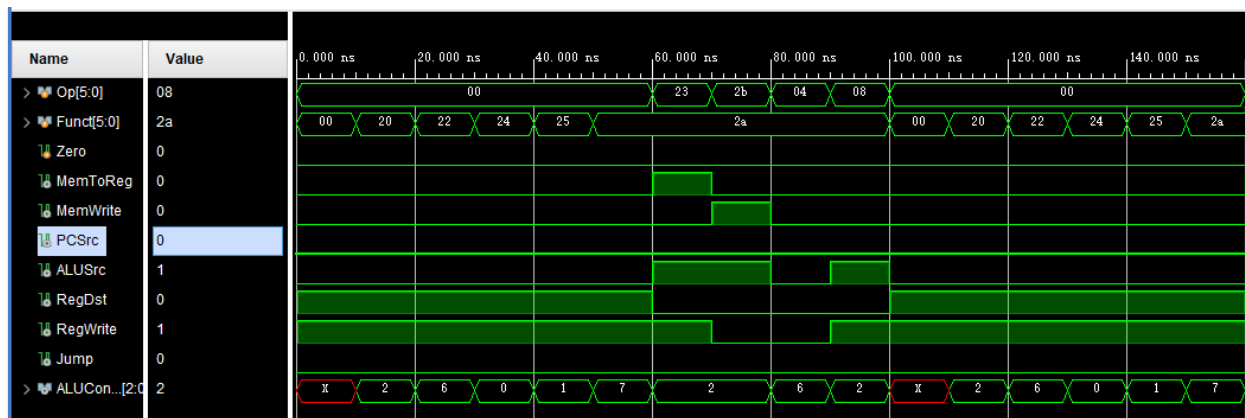 Name Value
0.000 ns 20.000 ns 40.000 ns 60.000 ns 80.000 ns 100.000 ns 120.000 ns 140.000 ns
Op[5:0] 08 00 23 2b 04 08 00
Funct[5:0] 2a 00 20 22 24 25 2a 00 20 22 24 25 2a
Zero 0
MemToReg 0
MemWrite 0
PCSrc 0
ALUSrc 1
RegDst 0
RegWrite 1
Jump 0
ALUCon...[2:0 2 X 2 6 0 1 7 2 6 2 X 2 6 0 1 7